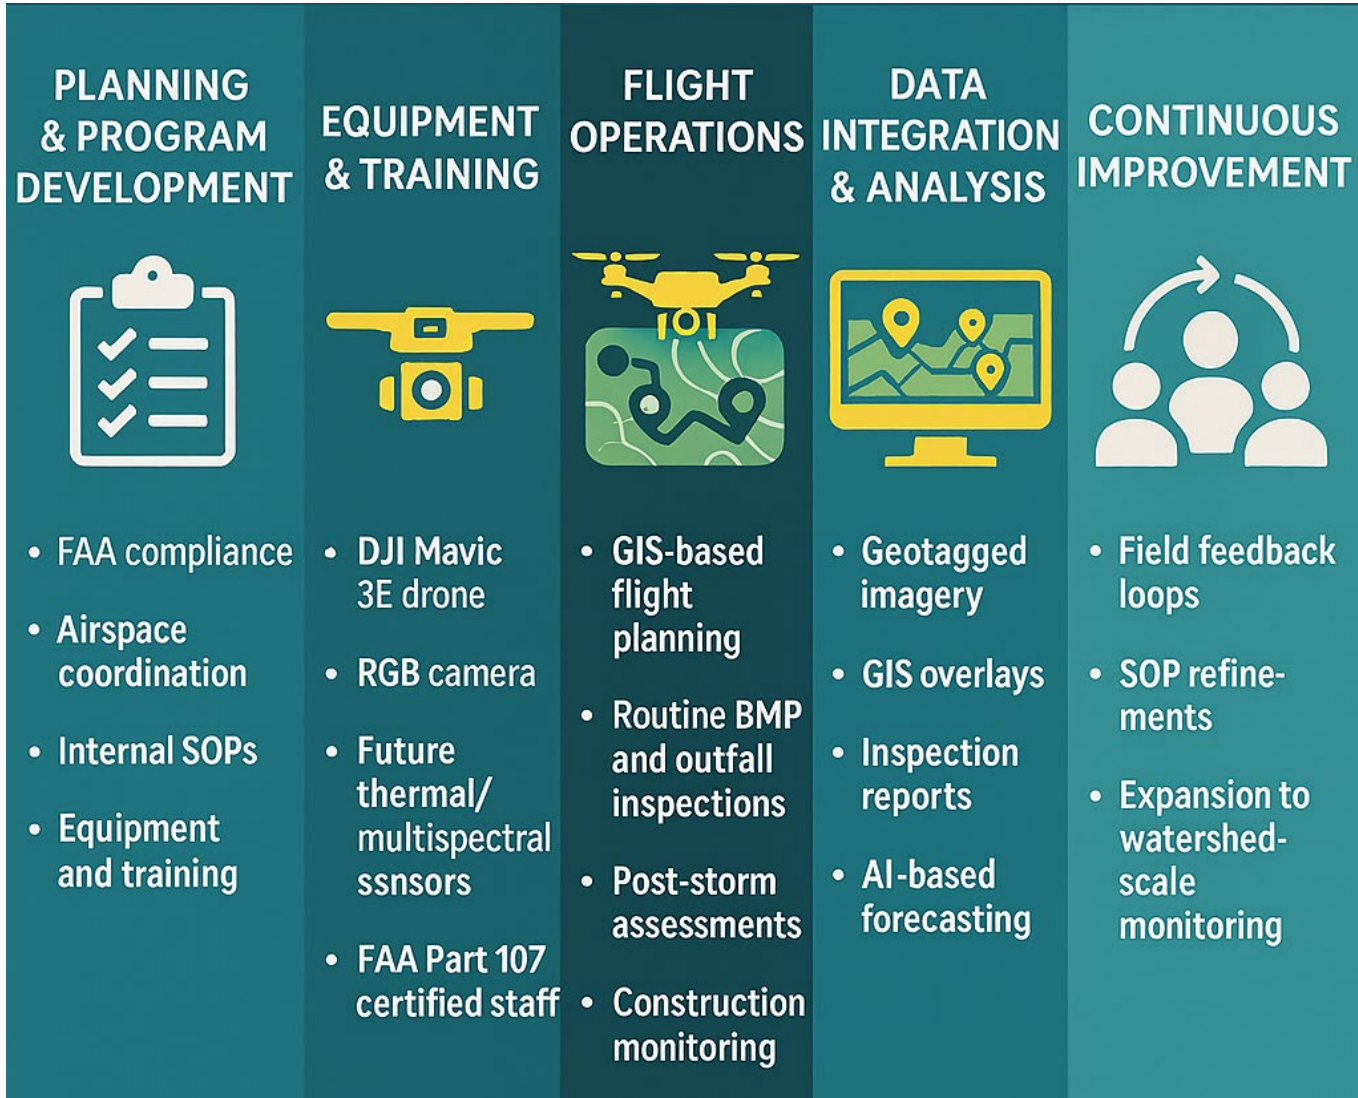 PLANNING
& PROGRAM
DEVELOPMENT
• FAA compliance
• Airspace
coordination
• Internal SOPs
• Equipment
and training
EQUIPMENT
& TRAINING
• DJI Mavic
3E drone
• RGB camera
• Future
thermal/
multispectral
ssnsors
• FAA Part 107
certified staff
FLIGHT
OPERATIONS
• GIS-based
flight
planning
• Routine BMP
and outfall
inspections
• Post-storm
assessments
• Construction
monitoring
DATA
INTEGRATION
& ANALYSIS
• Geotagged
imagery
• GIS overlays
• Inspection
reports
• AI-based
forecasting
CONTINUOUS
IMPROVEMENT
• Field feedback
loops
• SOP refine-
ments
• Expansion to
watershed-
scale
monitoring